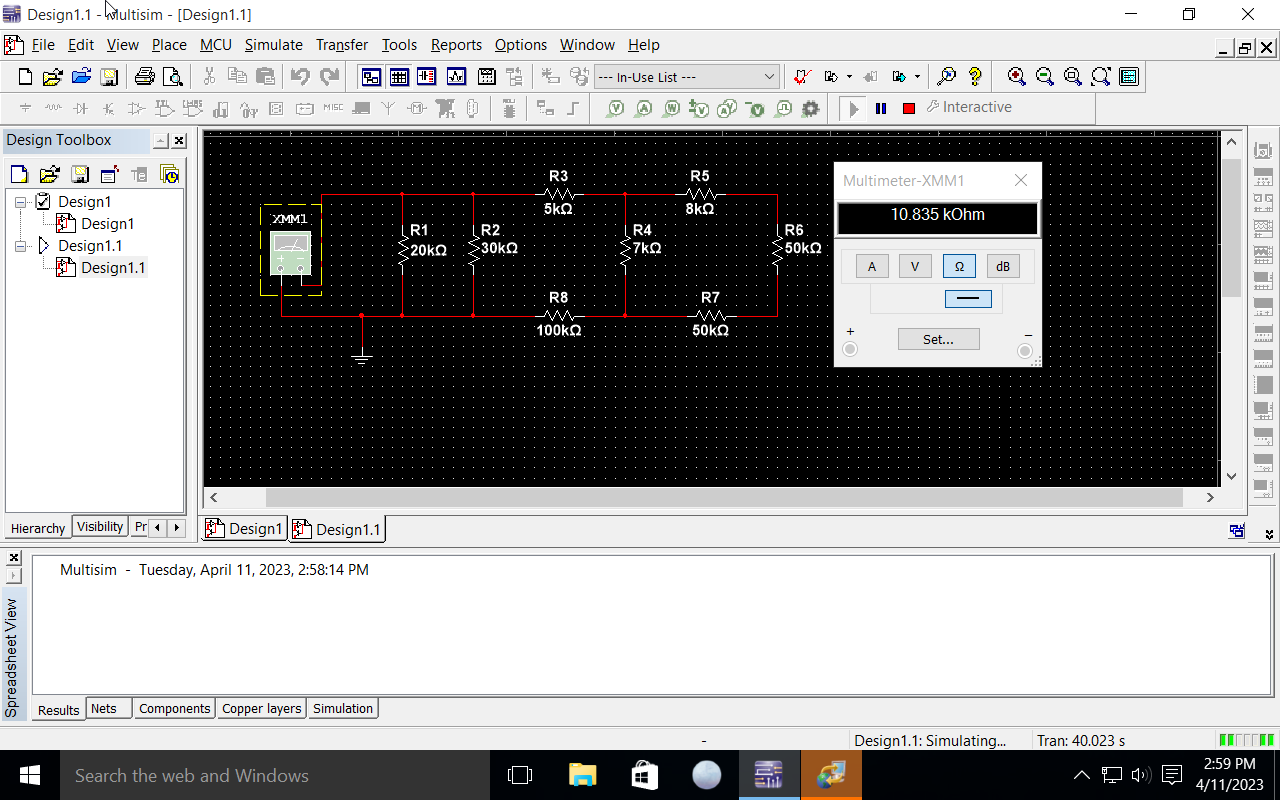 Design1.1 - Multisim - [Design1.1]
File Edit View Place MCU Simulate Transfer Tools Reports Options Window Help
--- In-Use List ---
MISC
V A W V A V
Interactive
Design Toolbox
Design1
Design1
Design1.1
Design1.1
Hierarchy Visibility Pr
XMM1
R1
20kΩ
R2
30kΩ
R3
5kΩ
R4
7kΩ
R5
8kΩ
R6
50kΩ
R8
100kΩ
R7
50kΩ
Multimeter-XMM1
10.835 kOhm
A V Ω dB
+ Set... −
Design1 Design1.1
Spreadsheet View
Multisim - Tuesday, April 11, 2023, 2:58:14 PM
Results Nets Components Copper layers Simulation
- Design1.1: Simulating... Tran: 40.023 s
Search the web and Windows
2:59 PM
4/11/2023